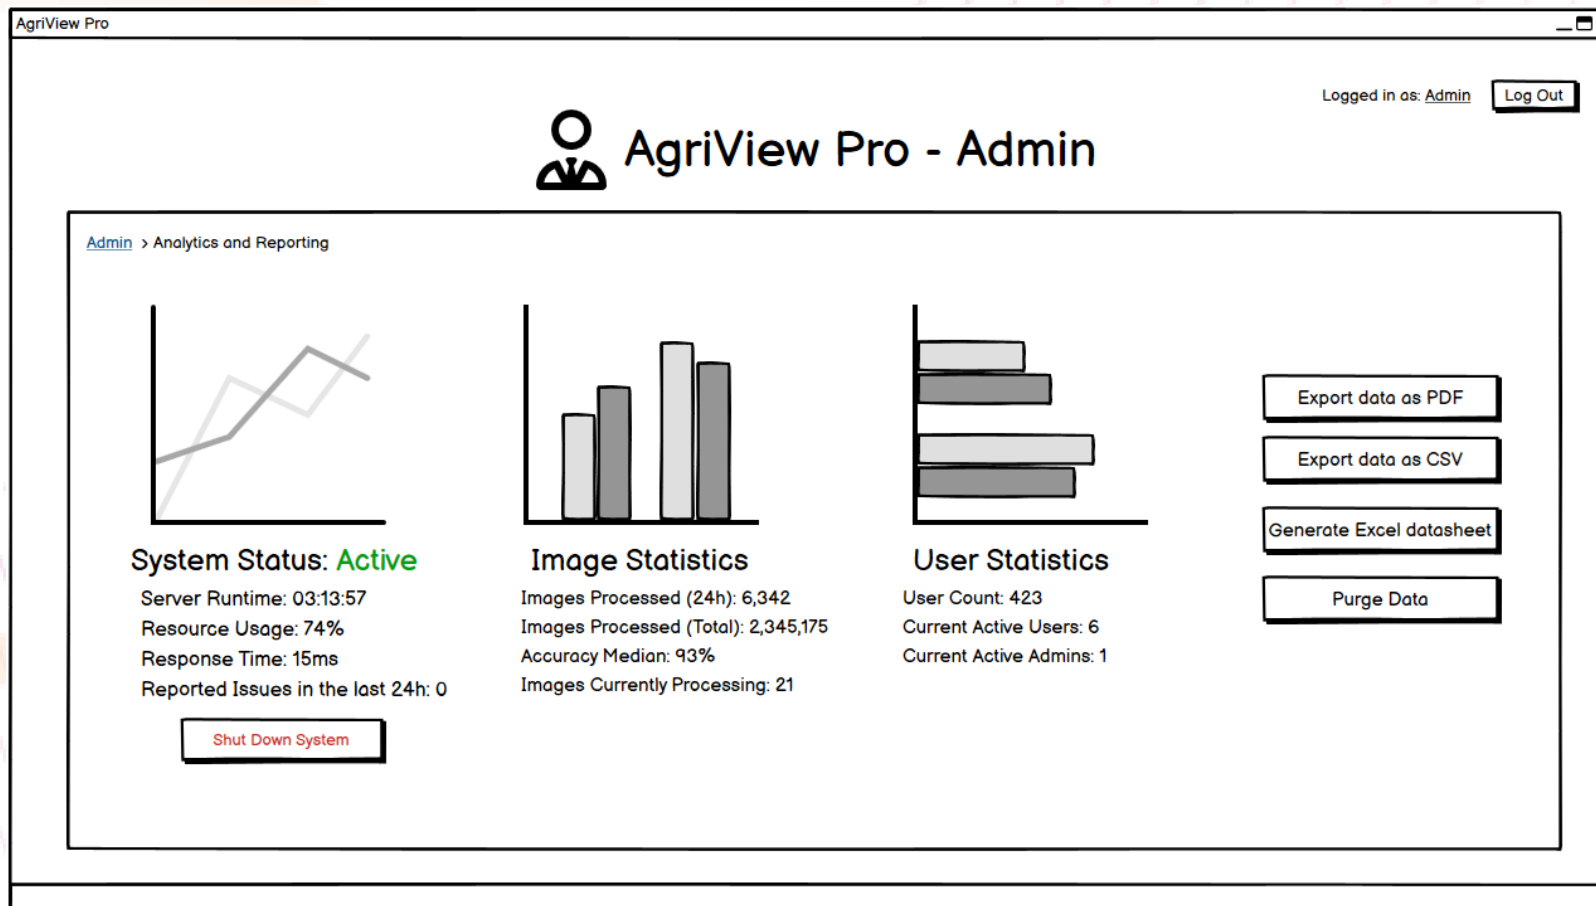 AgriView Pro
Logged in as: Admin
Log Out
AgriView Pro - Admin
Admin > Analytics and Reporting
System Status: Active
Server Runtime: 03:13:57
Resource Usage: 74%
Response Time: 15ms
Reported Issues in the last 24h: 0
Shut Down System
Image Statistics
Images Processed (24h): 6,342
Images Processed (Total): 2,345,175
Accuracy Median: 93%
Images Currently Processing: 21
User Statistics
User Count: 423
Current Active Users: 6
Current Active Admins: 1
Export data as PDF
Export data as CSV
Generate Excel datasheet
Purge Data